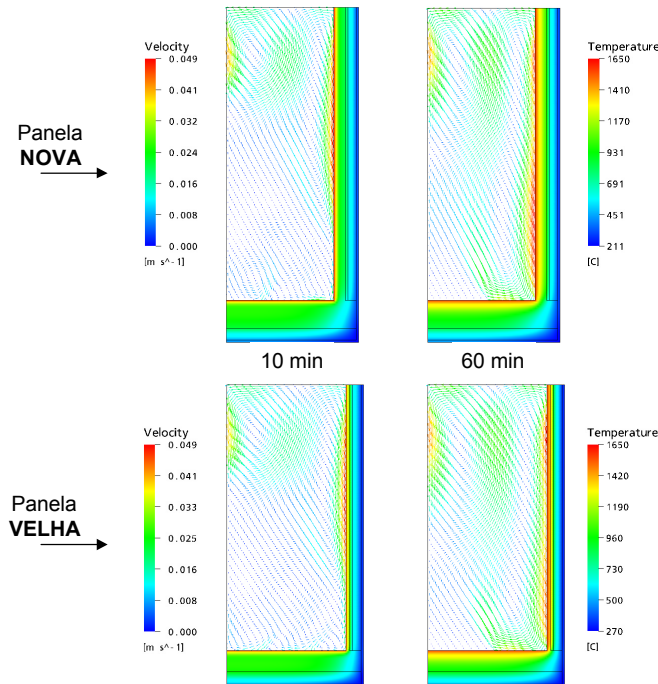 Velocity
0.049
0.041
0.032
0.024
0.016
0.008
0.000
[m s^-1]
Panela
NOVA
Temperature
1650
1410
1170
931
691
451
211
[C]
10 min
60 min
Velocity
0.049
0.041
0.033
0.025
0.016
0.008
0.000
[m s^-1]
Panela
VELHA
Temperature
1650
1420
1190
960
730
500
270
[C]